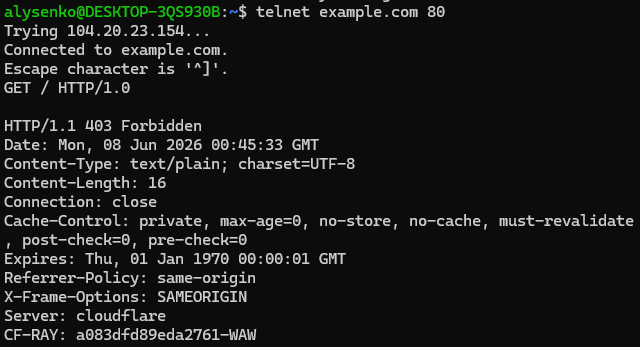 alysenko@DESKTOP-3QS930B:~$ telnet example.com 80
Trying 104.20.23.154...
Connected to example.com.
Escape character is '^]'.
GET / HTTP/1.0

HTTP/1.1 403 Forbidden
Date: Mon, 08 Jun 2026 00:45:33 GMT
Content-Type: text/plain; charset=UTF-8
Content-Length: 16
Connection: close
Cache-Control: private, max-age=0, no-store, no-cache, must-revalidate
, post-check=0, pre-check=0
Expires: Thu, 01 Jan 1970 00:00:01 GMT
Referrer-Policy: same-origin
X-Frame-Options: SAMEORIGIN
Server: cloudflare
CF-RAY: a083dfd89eda2761-WAW